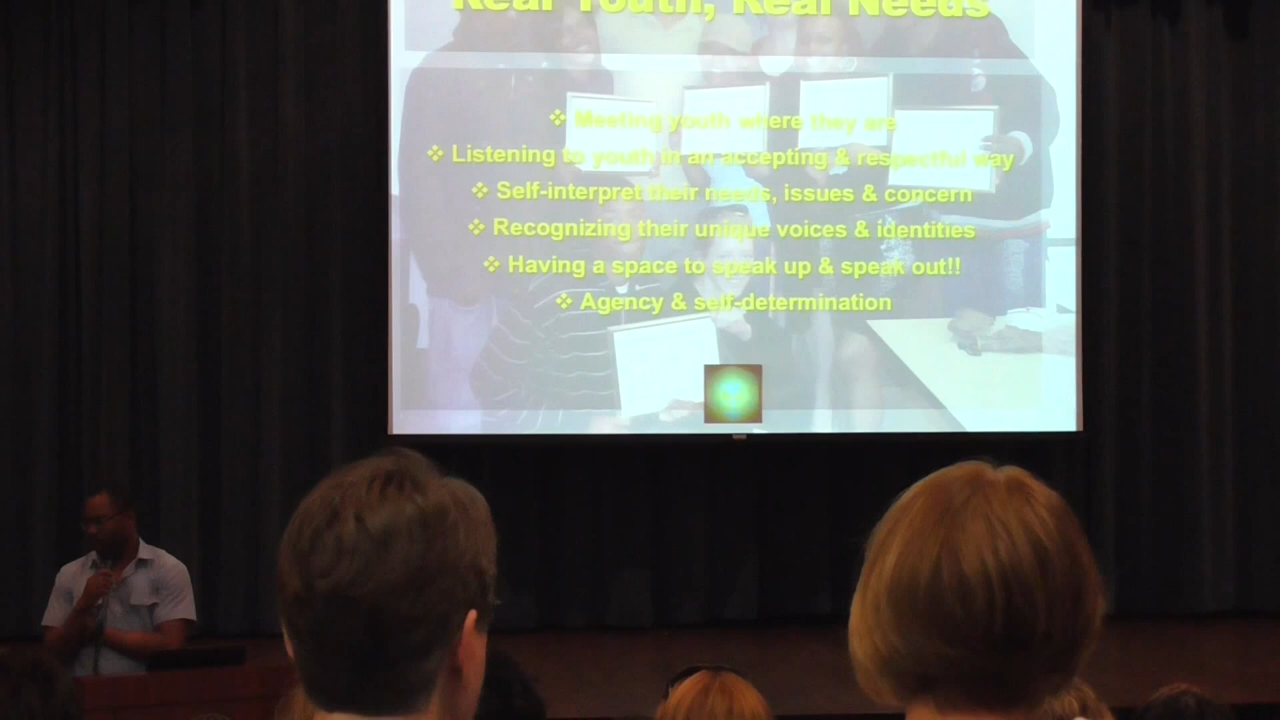 Real Youth, Real Needs
❖ Meeting youth where they are
❖ Listening to youth in an accepting & respectful way
❖ Self-interpret their needs, issues & concern
❖ Recognizing their unique voices & identities
❖ Having a space to speak up & speak out!!
❖ Agency & self-determination